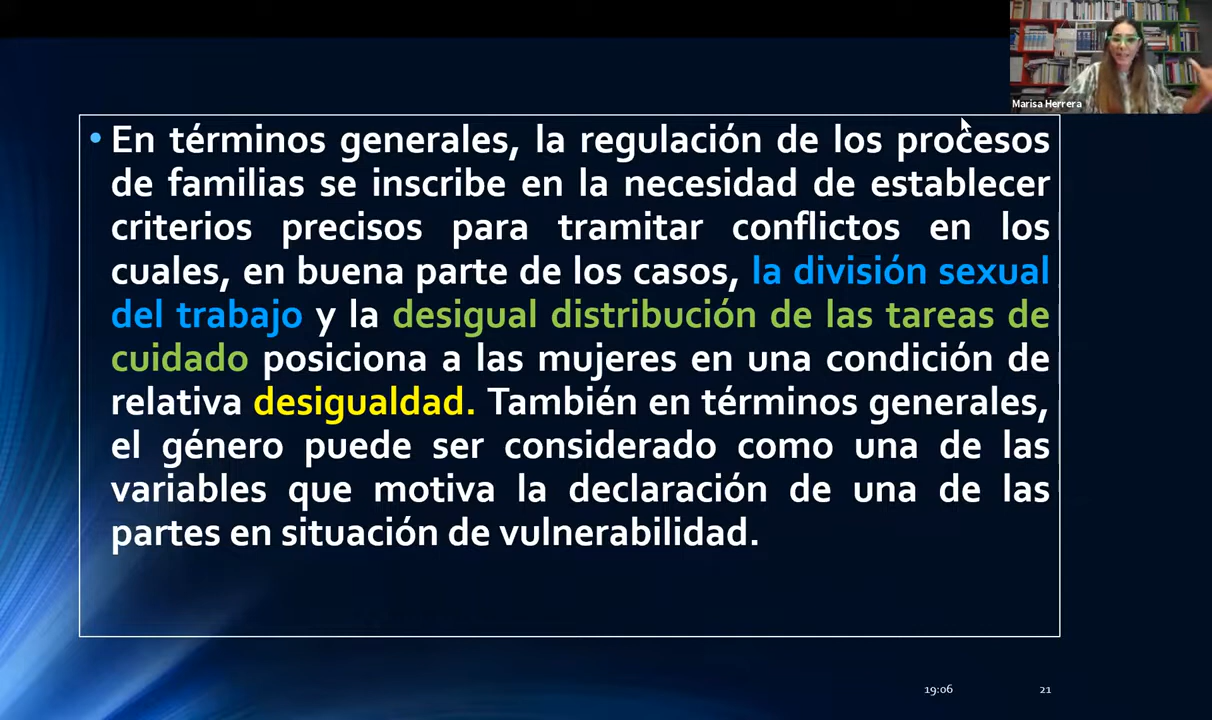 Marisa Herrera
• En términos generales, la regulación de los procesos
de familias se inscribe en la necesidad de establecer
criterios precisos para tramitar conflictos en los
cuales, en buena parte de los casos, la división sexual
del trabajo y la desigual distribución de las tareas de
cuidado posiciona a las mujeres en una condición de
relativa desigualdad. También en términos generales,
el género puede ser considerado como una de las
variables que motiva la declaración de una de las
partes en situación de vulnerabilidad.
19:06
21